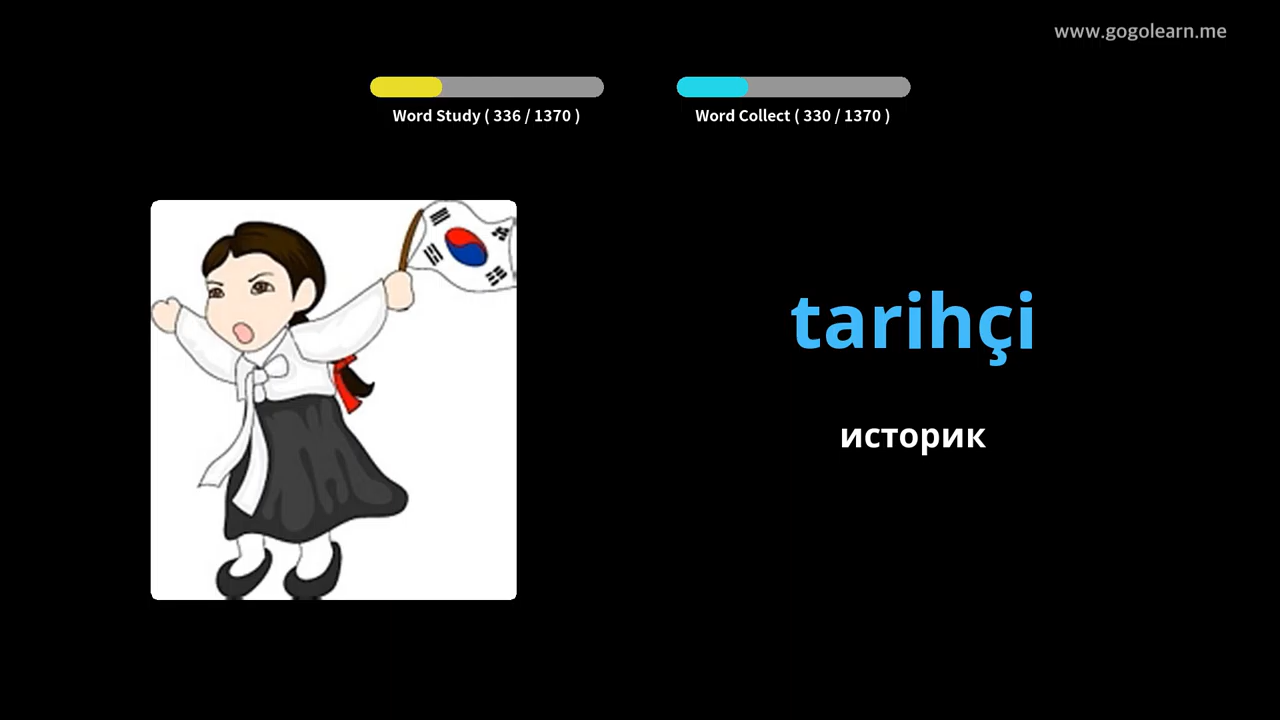 www.gogolearn.me
Word Study ( 336 / 1370 )
Word Collect ( 330 / 1370 )
tarihçi
историк